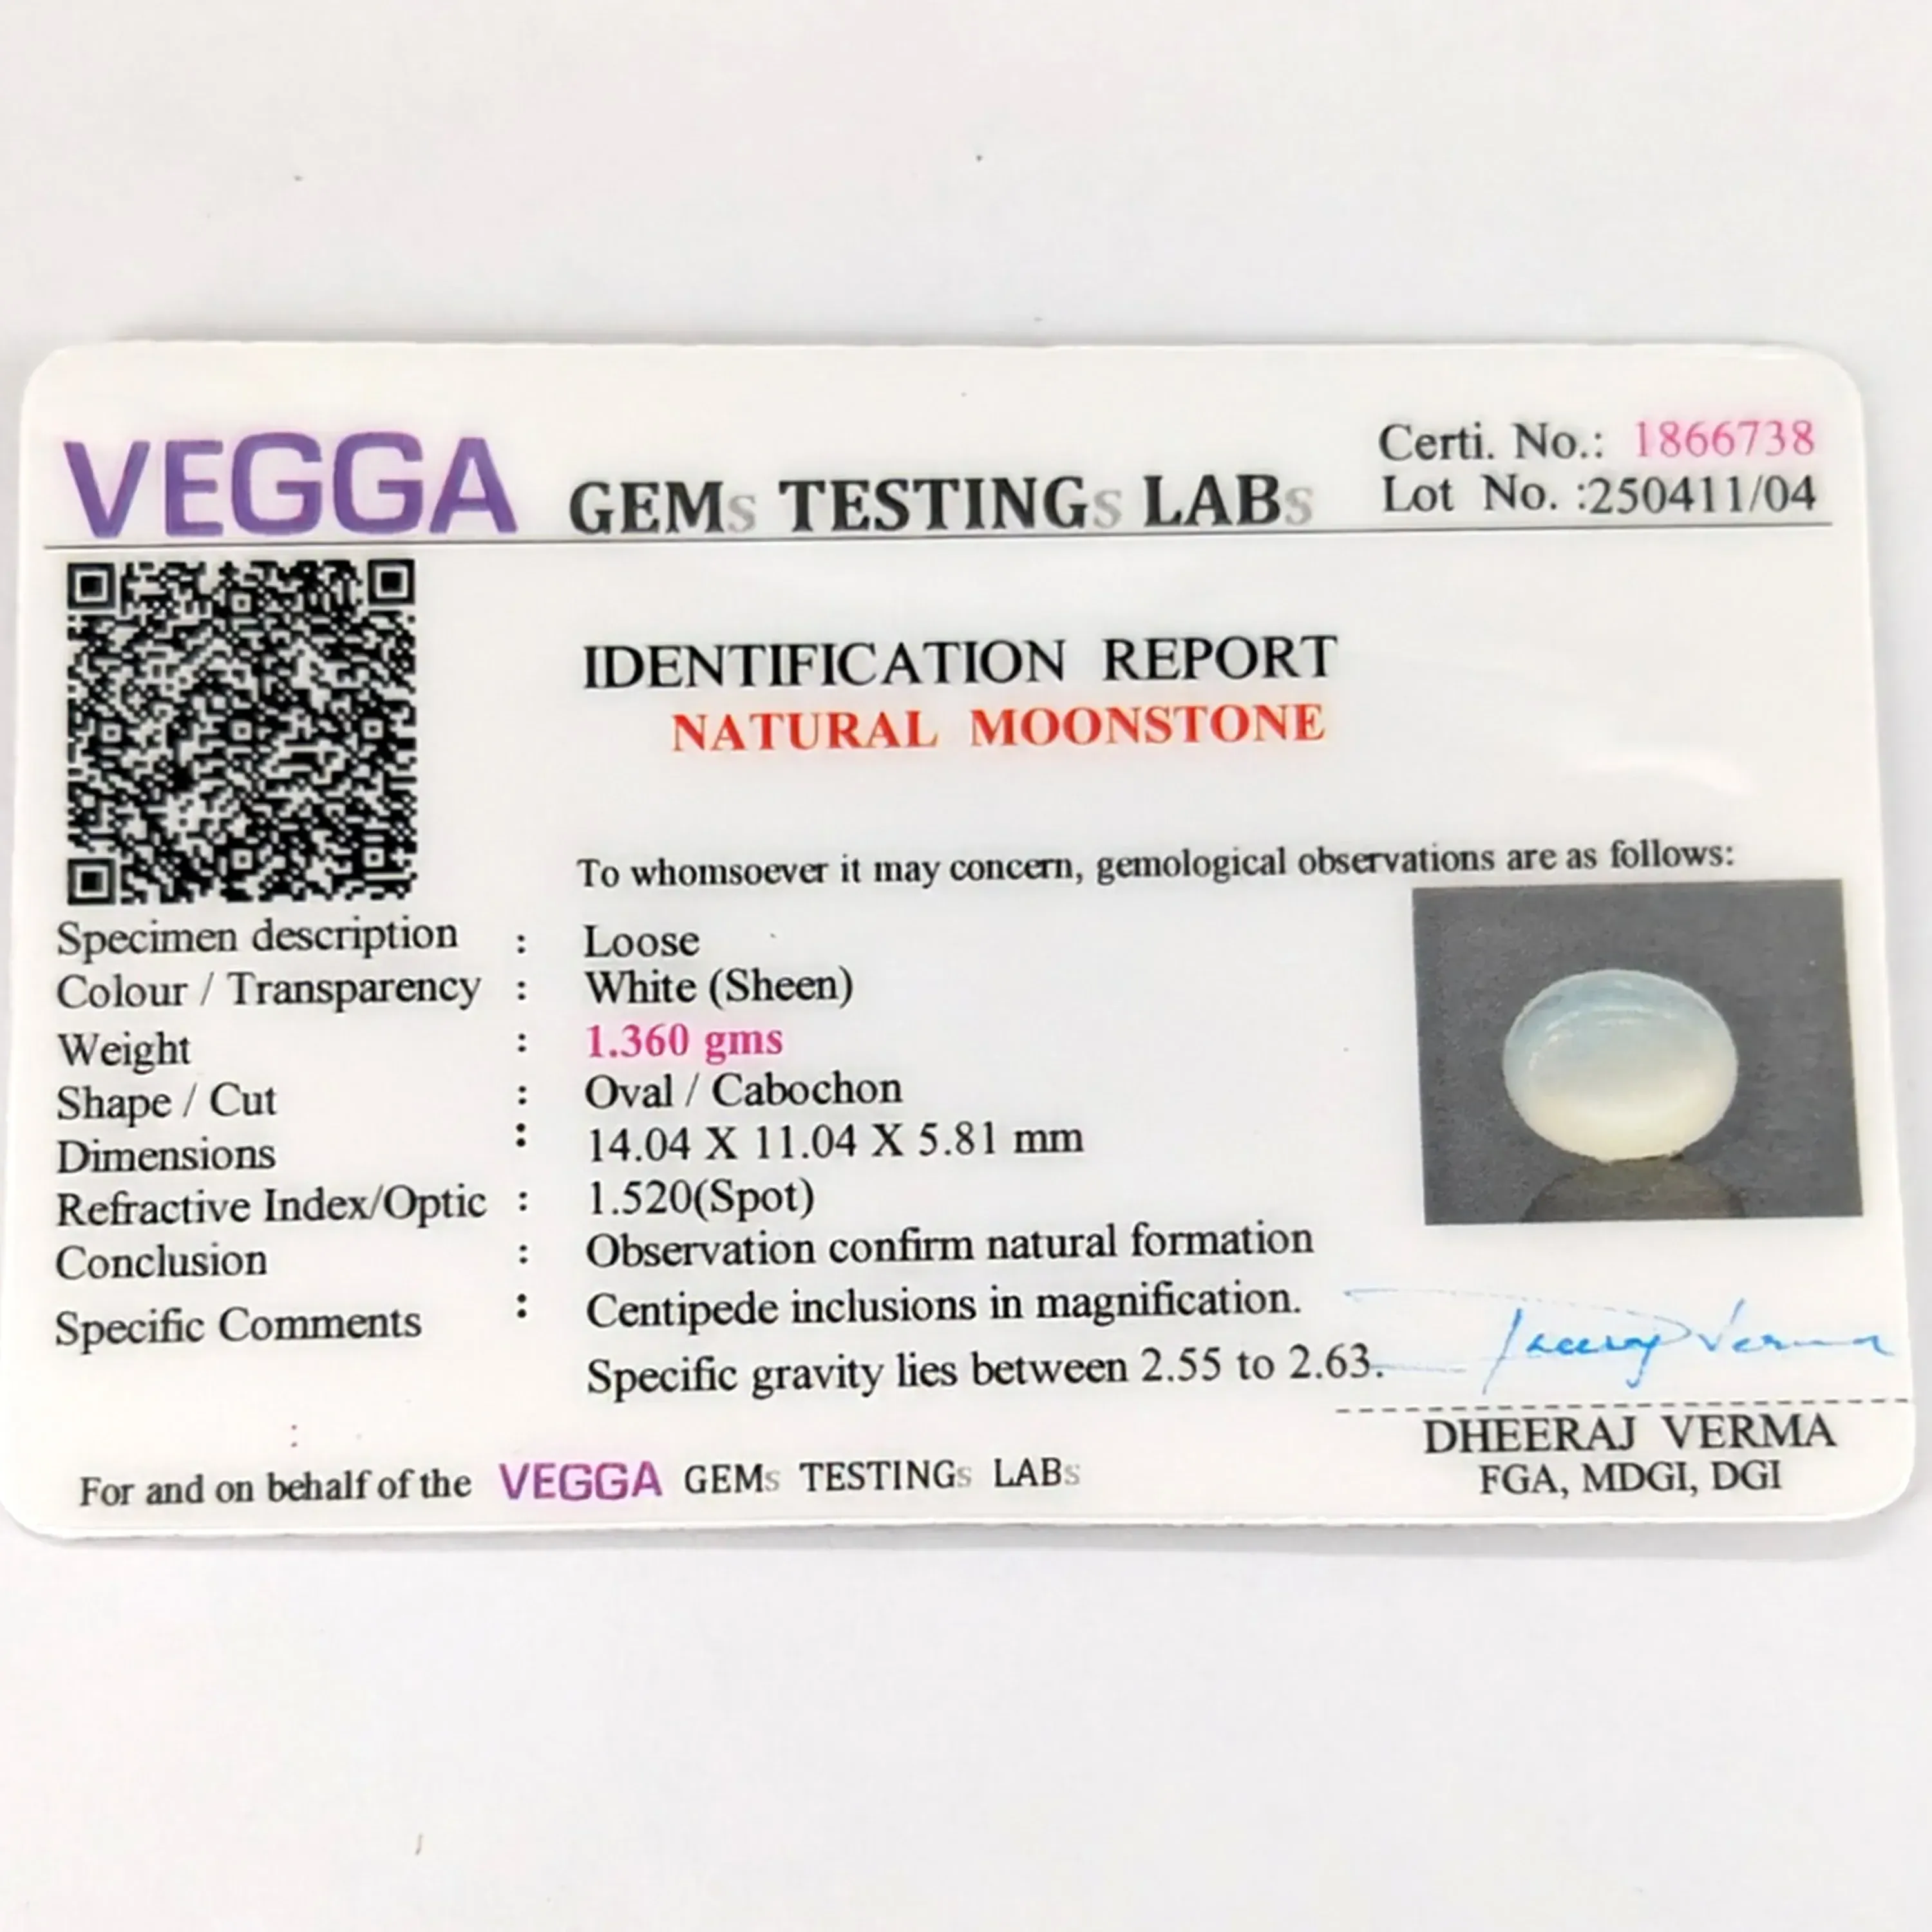 VEGGA GEMs TESTINGs LABs
Certi. No.: 1866738
Lot No. :250411/04
IDENTIFICATION REPORT
NATURAL MOONSTONE
To whomsoever it may concern, gemological observations are as follows:
Specimen description : Loose
Colour / Transparency : White (Sheen)
Weight : 1.360 gms
Shape / Cut : Oval / Cabochon
Dimensions : 14.04 X 11.04 X 5.81 mm
Refractive Index/Optic : 1.520(Spot)
Conclusion : Observation confirm natural formation
Specific Comments : Centipede inclusions in magnification.
Specific gravity lies between 2.55 to 2.63.
Dheeraj Verma
:
DHEERAJ VERMA
FGA, MDGI, DGI
For and on behalf of the VEGGA GEMs TESTINGs LABs